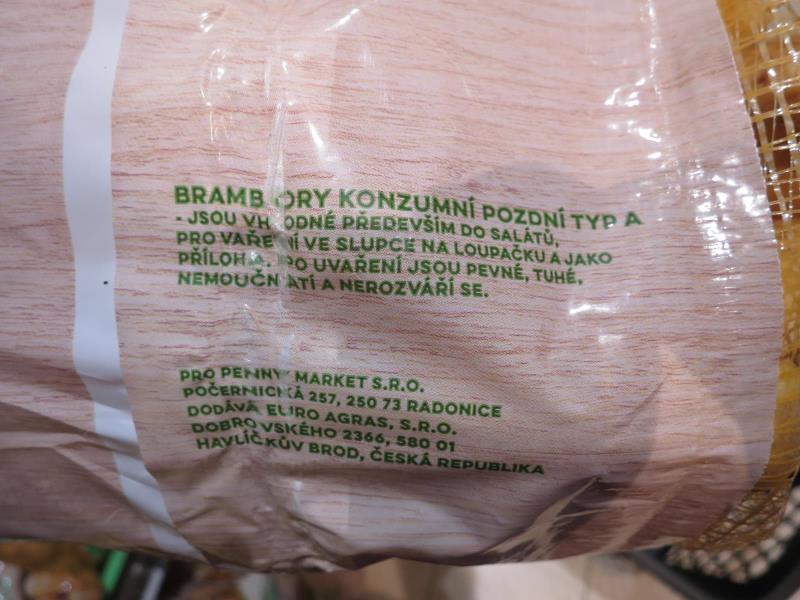 BRAMBORY KONZUMNÍ POZDNÍ TYP A
- JSOU VHODNÉ PŘEDEVŠÍM DO SALÁTŮ,
PRO VAŘENÍ VE SLUPCE NA LOUPAČKU A JAKO
PŘÍLOHA. PO UVAŘENÍ JSOU PEVNÉ, TUHÉ,
NEMOUČNATÍ A NEROZVÁŘÍ SE.
PRO PENNY MARKET S.R.O.
POČERNICKÁ 257, 250 73 RADONICE
DODÁVÁ EURO AGRAS, S.R.O.
DOBROVSKÉHO 2366, 580 01
HAVLÍČKŮV BROD, ČESKÁ REPUBLIKA